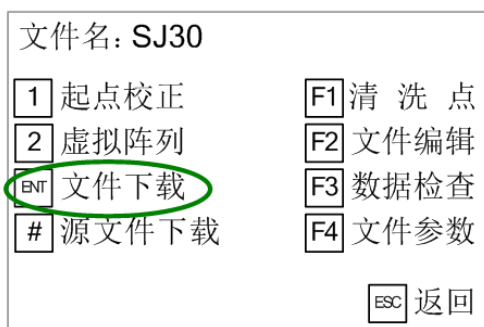 文件名: SJ30
1 起点校正 F1 清 洗 点
2 虚拟阵列 F2 文件编辑
ENT 文件下载 F3 数据检查
# 源文件下载 F4 文件参数
ESC 返回